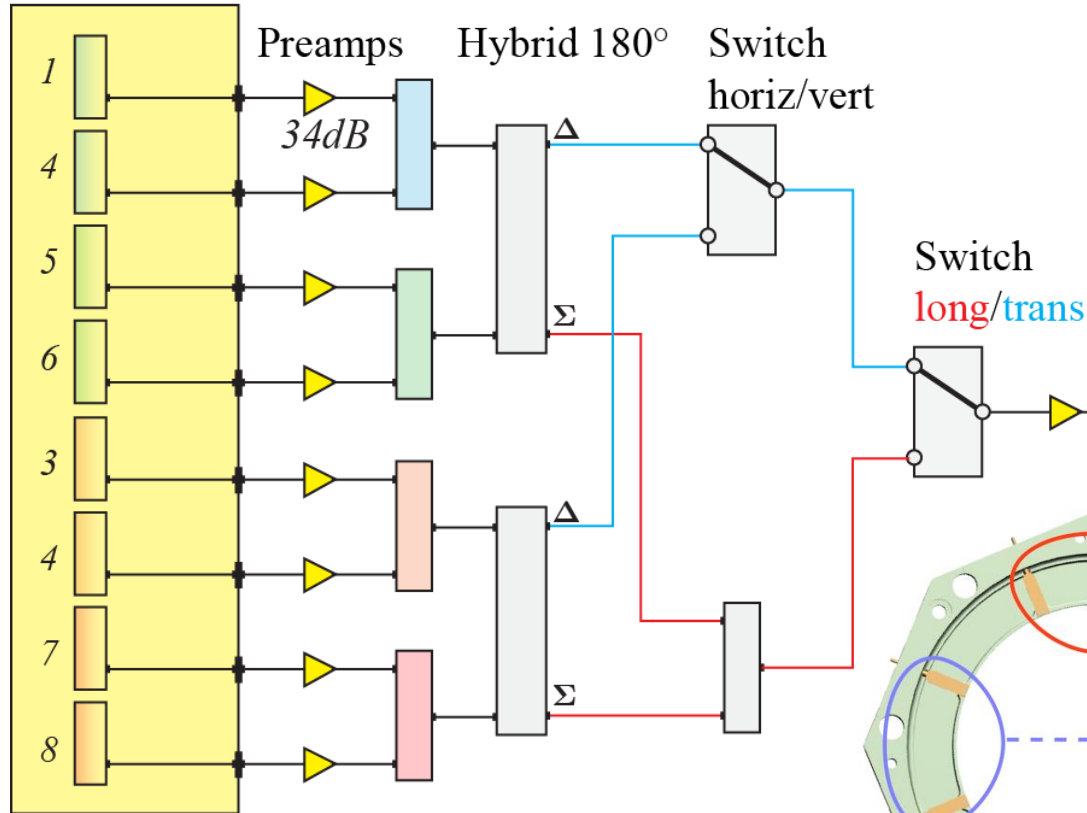 Preamps
Hybrid 180°
Switch
horiz/vert
1
34dB
Δ
4
5
Switch
long/trans
Σ
6
3
4
Δ
7
Σ
8